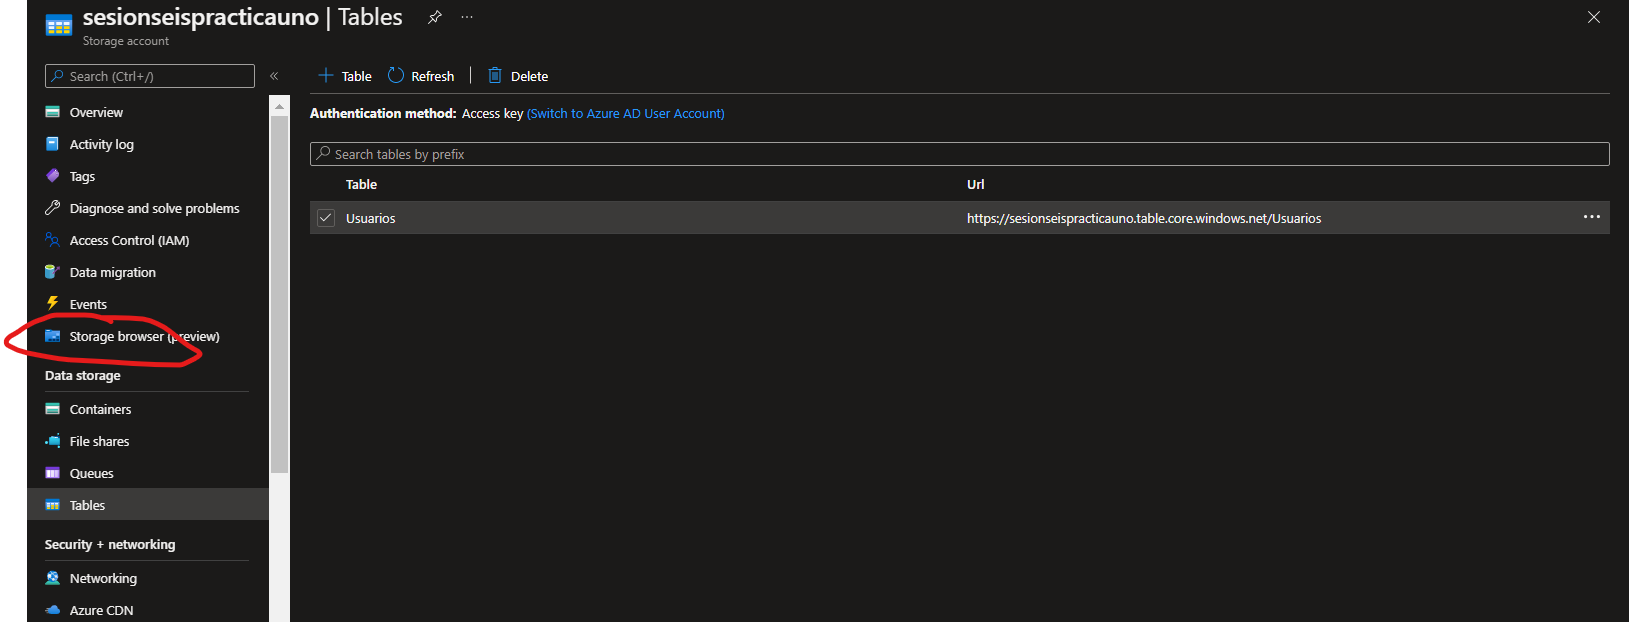 sesionseispracticauno | Tables
Storage account
Search (Ctrl+/)
Overview
Activity log
Tags
Diagnose and solve problems
Access Control (IAM)
Data migration
Events
Storage browser (preview)
Data storage
Containers
File shares
Queues
Tables
Security + networking
Networking
Azure CDN
Table Refresh Delete
Authentication method: Access key (Switch to Azure AD User Account)
Search tables by prefix
Table Url
Usuarios https://sesionseispracticauno.table.core.windows.net/Usuarios